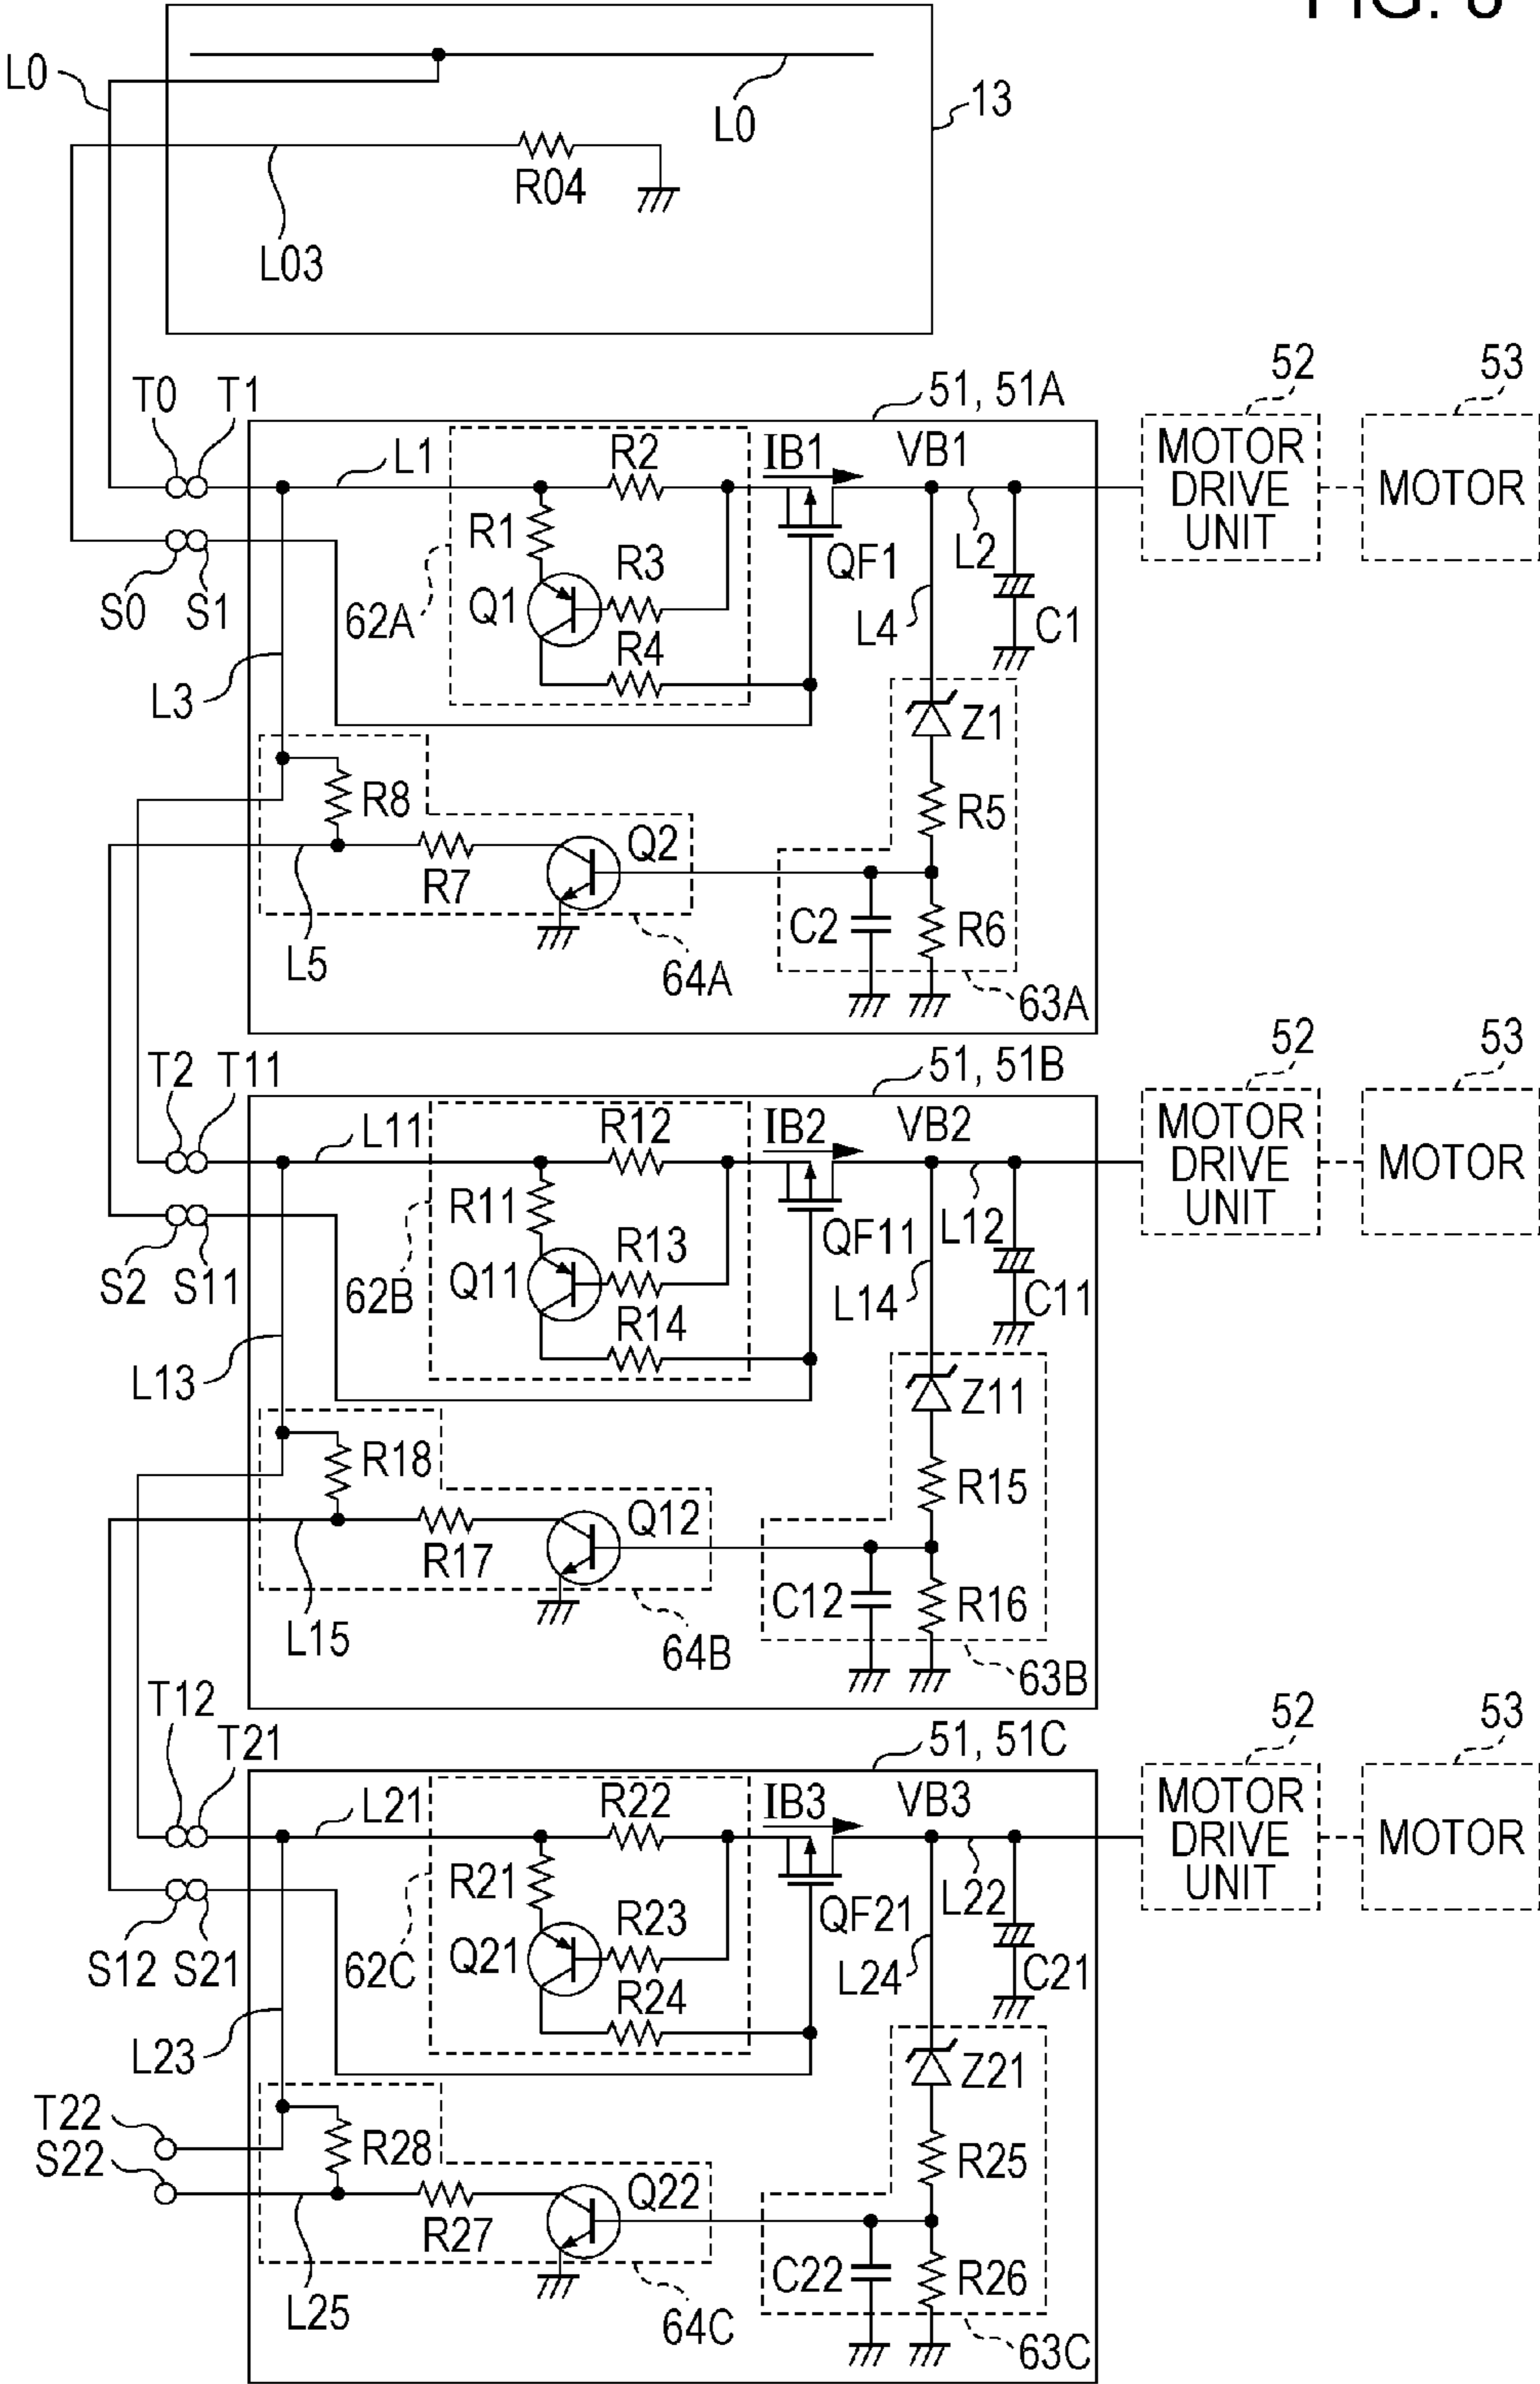 FIG. 8
L0
L0
13
R04
L03
T0
T1
51, 51A
52
53
L1
R2
IB1
VB1
MOTOR
DRIVE
UNIT
MOTOR
R1
R3
QF1
L2
S0
S1
62A
Q1
R4
L4
C1
L3
Z1
R8
R5
Q2
R7
C2
R6
L5
64A
63A
T2
T11
51, 51B
52
53
L11
R12
IB2
VB2
MOTOR
DRIVE
UNIT
MOTOR
R11
R13
QF11
L12
S2
S11
62B
Q11
R14
L14
C11
L13
Z11
R18
R15
Q12
R17
C12
R16
L15
64B
63B
T12
T21
51, 51C
52
53
L21
R22
IB3
VB3
MOTOR
DRIVE
UNIT
MOTOR
R21
R23
QF21
L22
S12
S21
62C
Q21
R24
L24
C21
L23
Z21
T22
S22
R28
R25
Q22
R27
C22
R26
L25
64C
63C